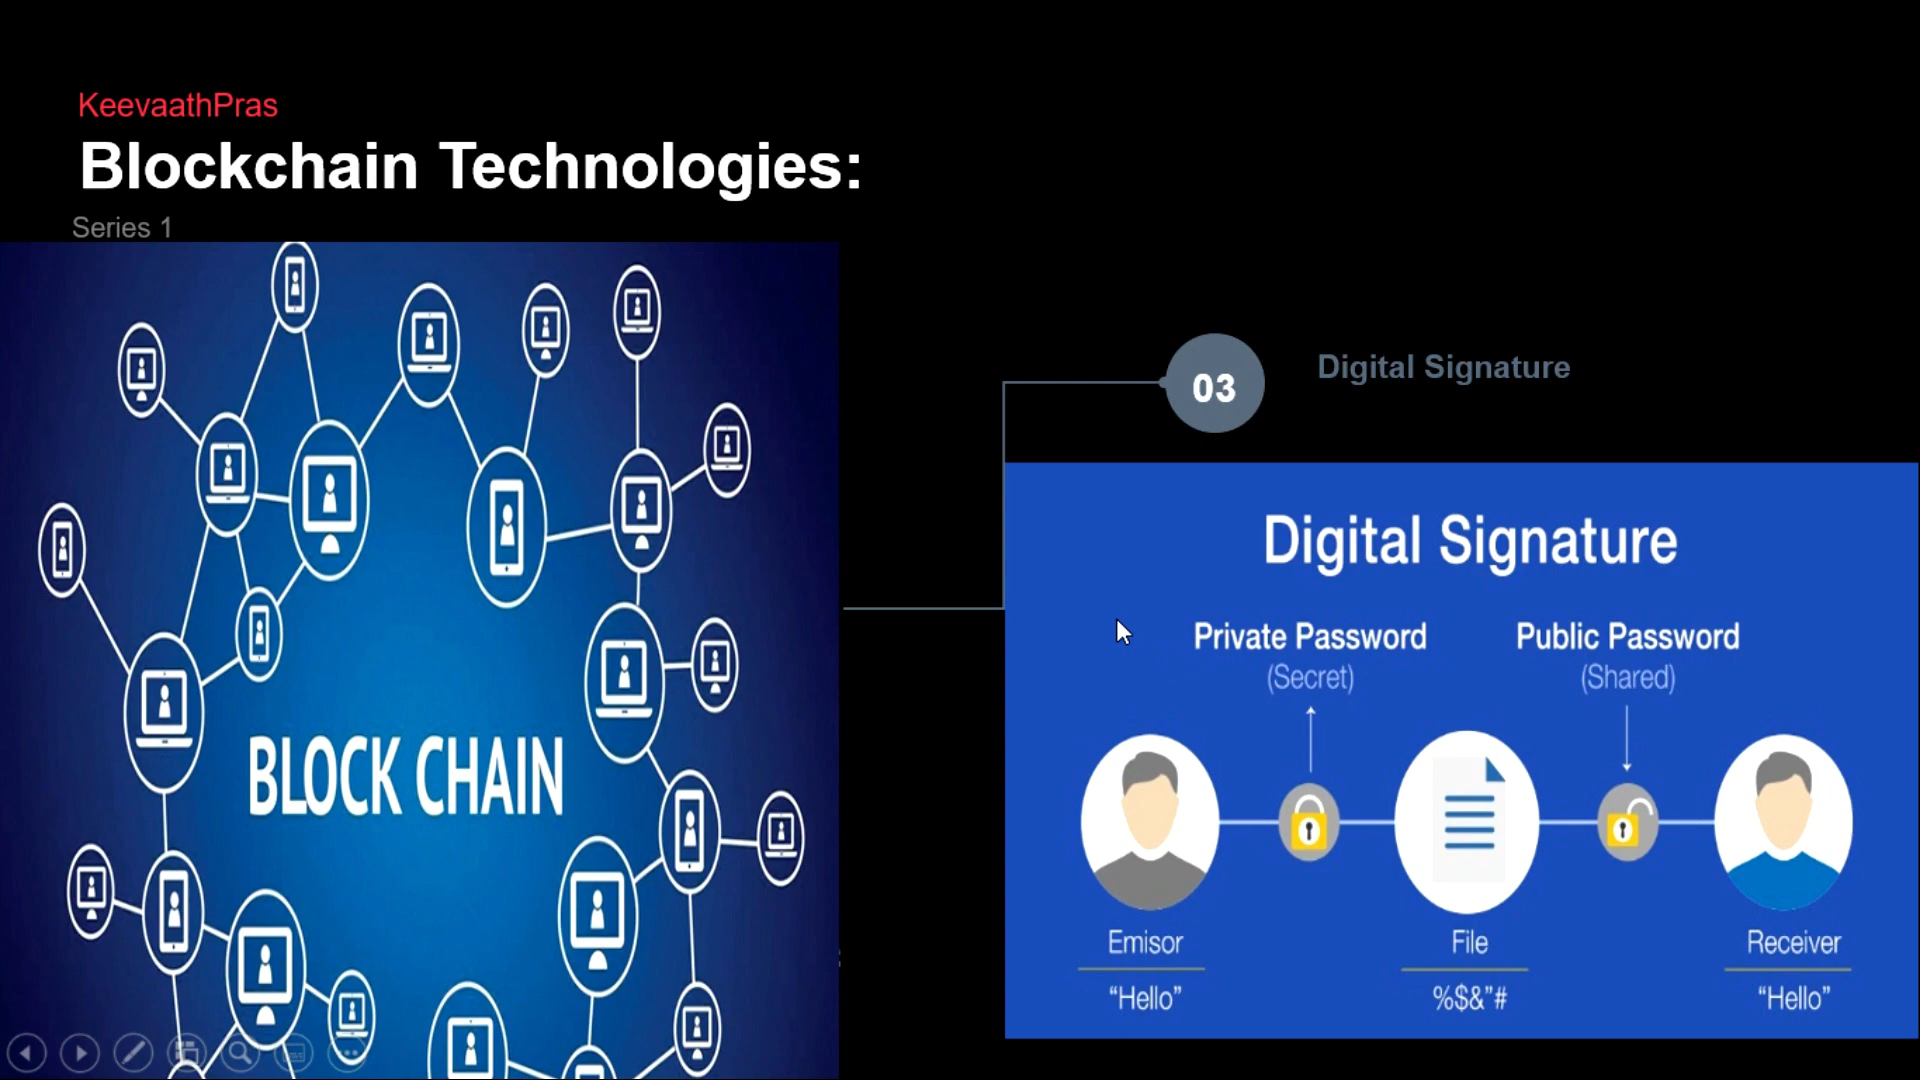 KeevaathPras
Blockchain Technologies:
Series 1
BLOCK CHAIN
03
Digital Signature
Digital Signature
Private Password
Public Password
(Secret)
(Shared)
Emisor
File
Receiver
“Hello”
%$&”#
“Hello”